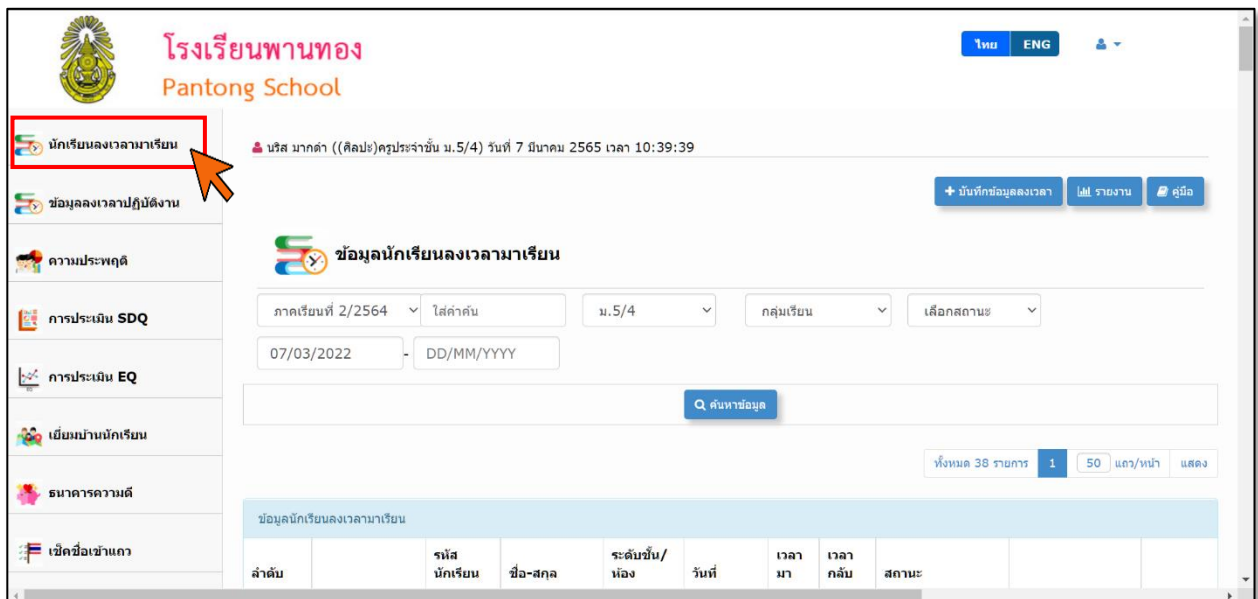 โรงเรียนพานทอง
Pantong School
ไทย ENG
นักเรียนลงเวลามาเรียน
ข้อมูลลงเวลาปฏิบัติงาน
ความประพฤติ
การประเมิน SDQ
การประเมิน EQ
เยี่ยมบ้านนักเรียน
ธนาคารความดี
เช็คชื่อเข้าแถว
นริส มากดำ ((ศิลปะ)ครูประจำชั้น ม.5/4) วันที่ 7 มีนาคม 2565 เวลา 10:39:39
+ บันทึกข้อมูลลงเวลา รายงาน คู่มือ
ข้อมูลนักเรียนลงเวลามาเรียน
ภาคเรียนที่ 2/2564 ใส่คำค้น ม.5/4 กลุ่มเรียน เลือกสถานะ
07/03/2022 - DD/MM/YYYY
ค้นหาข้อมูล
ทั้งหมด 38 รายการ 1 50 แถว/หน้า แสดง
ข้อมูลนักเรียนลงเวลามาเรียน
ลำดับ รหัสนักเรียน ชื่อ-สกุล ระดับชั้น/ห้อง วันที่ เวลามา เวลากลับ สถานะ